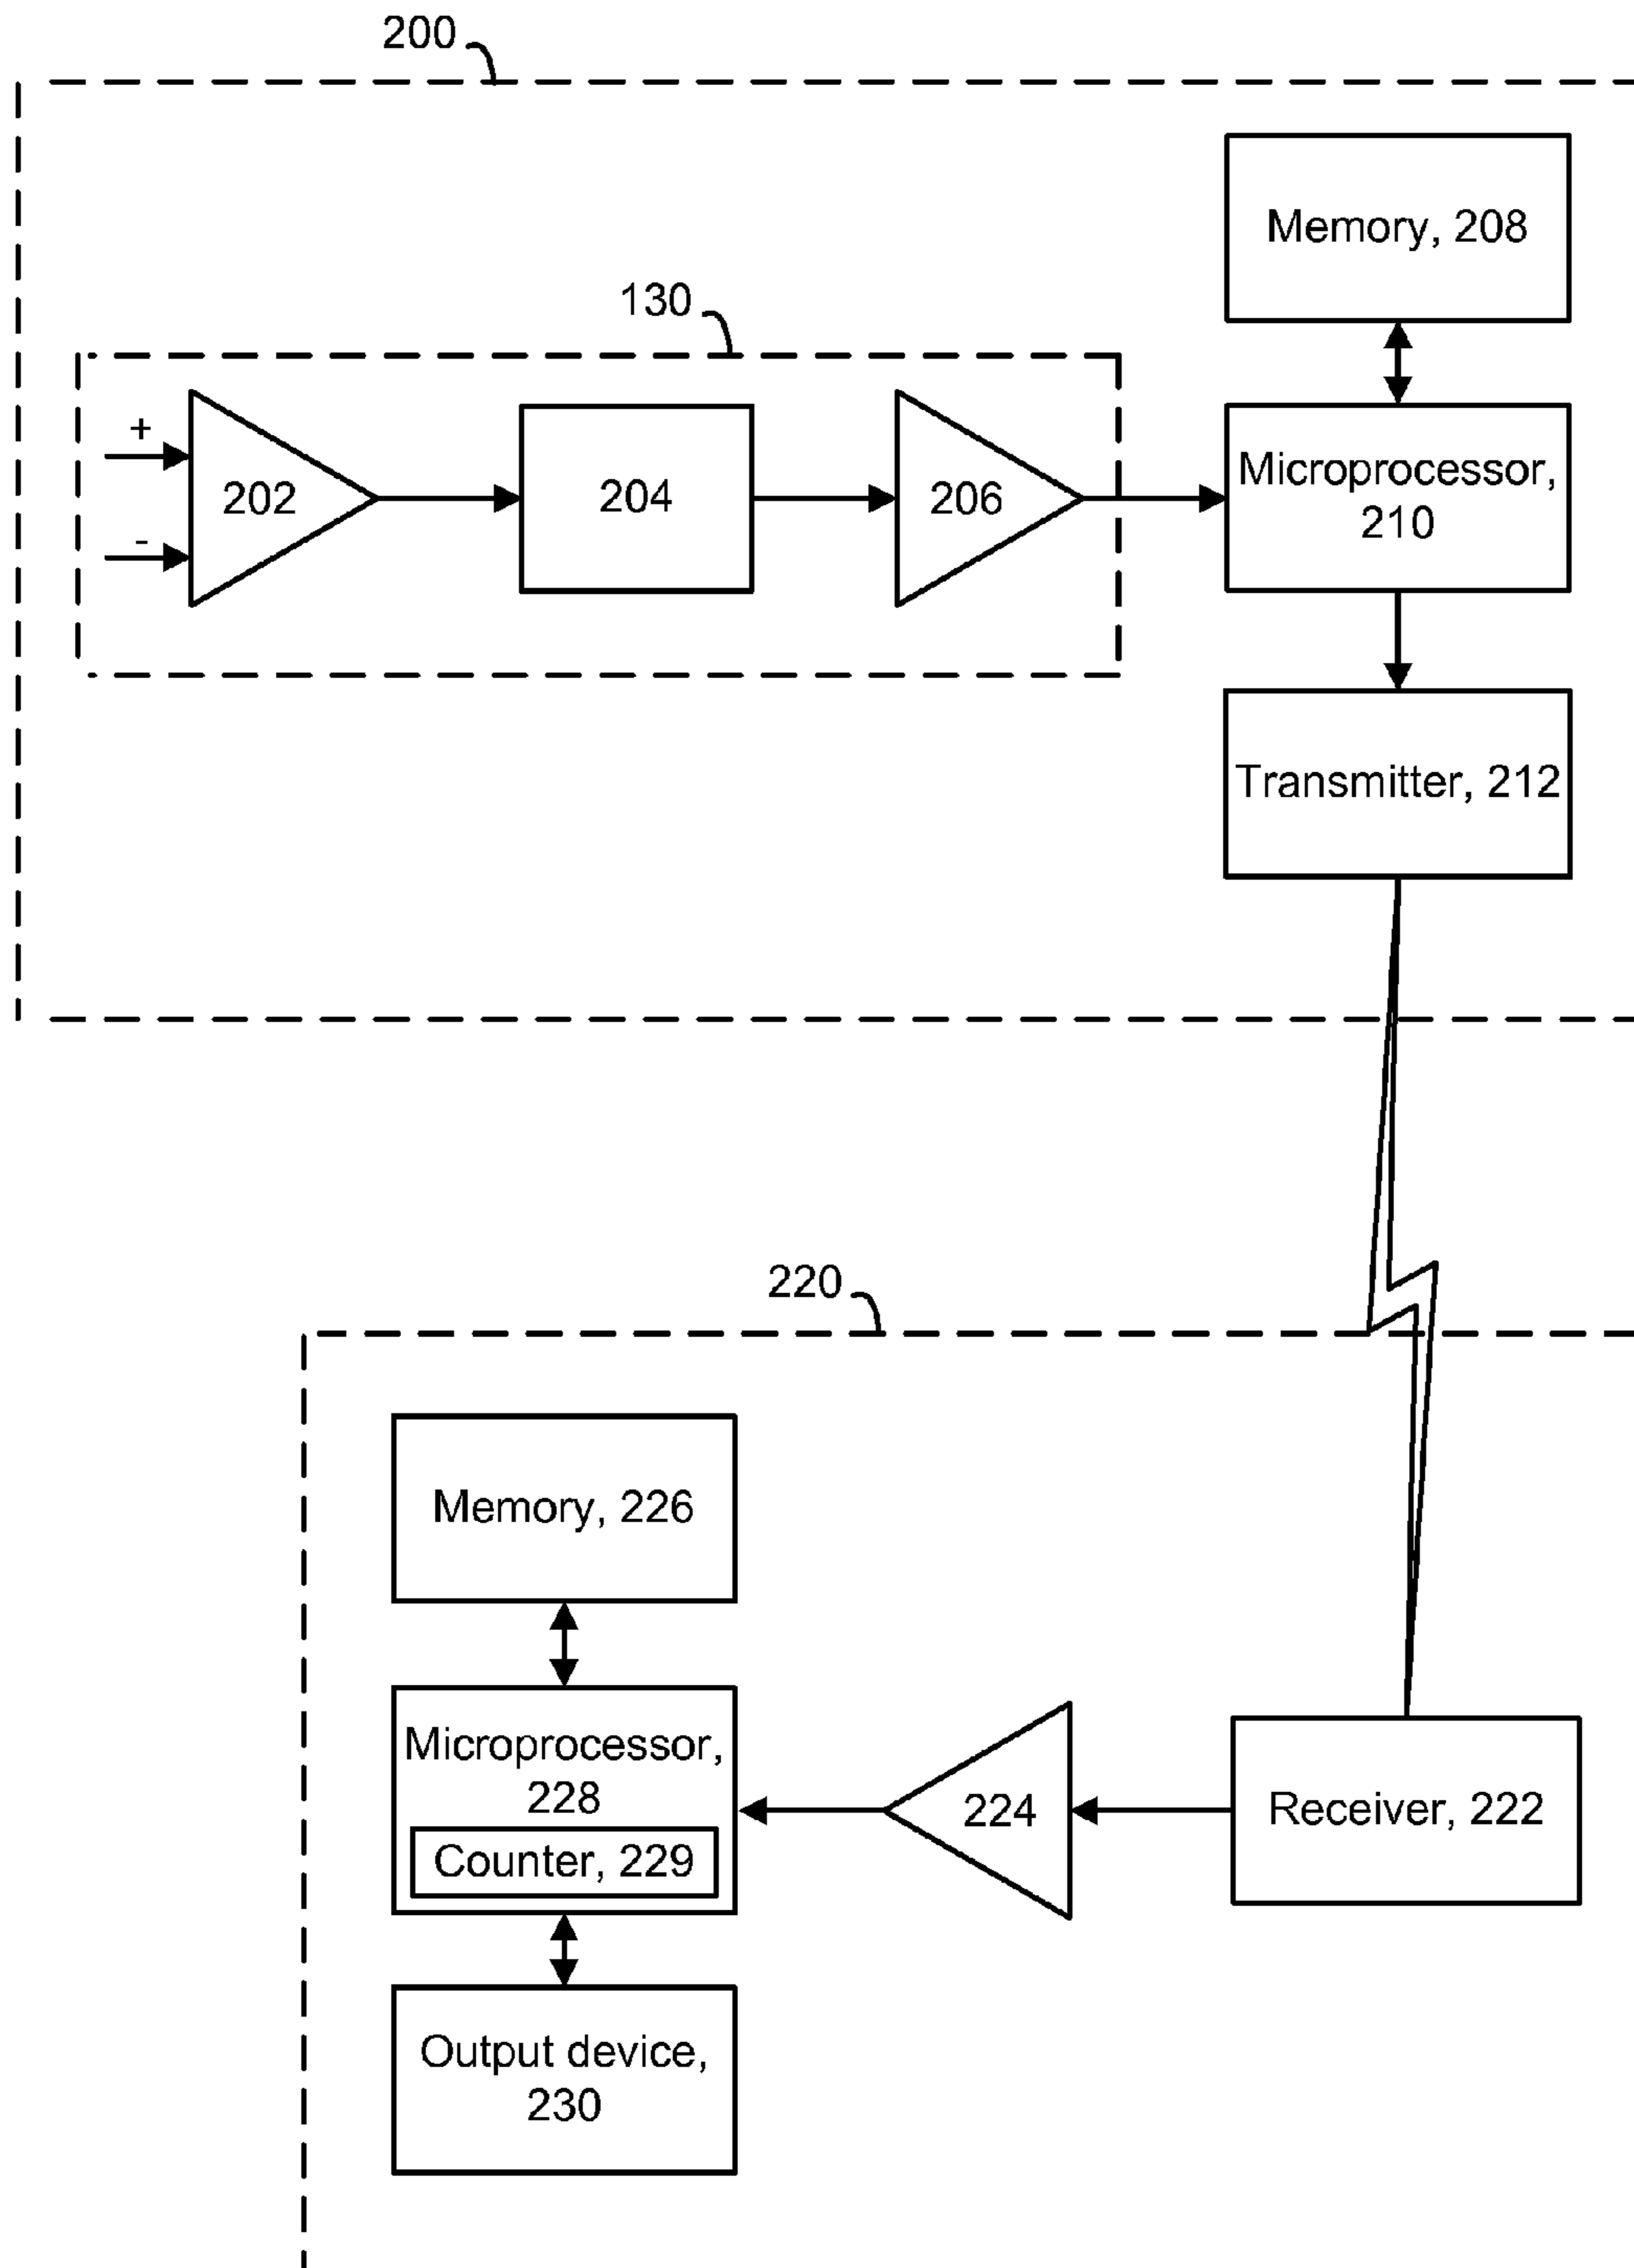 200
Memory, 208
130
+
-
202
204
206
Microprocessor,
210
Transmitter, 212
220
Memory, 226
Microprocessor,
228
Counter, 229
224
Receiver, 222
Output device,
230